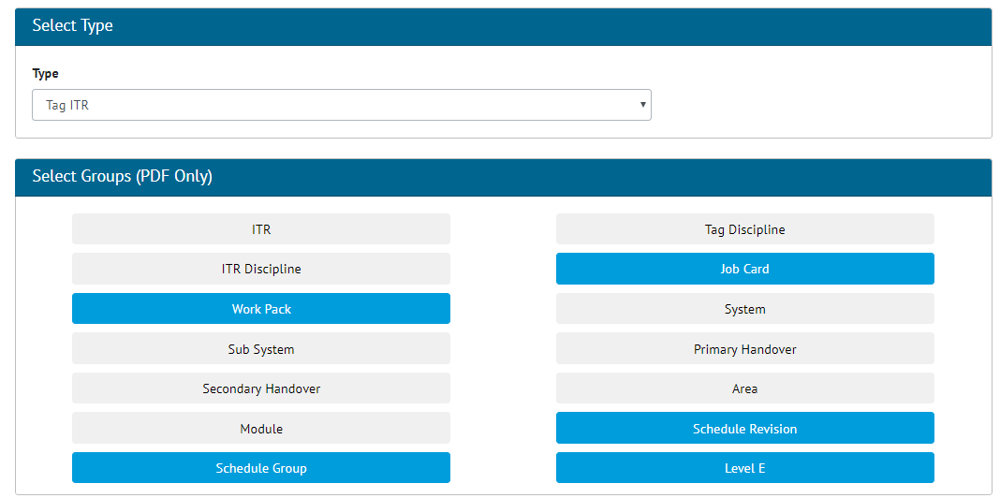 Select Type
Type
Tag ITR
Select Groups (PDF Only)
ITR
Tag Discipline
ITR Discipline
Job Card
Work Pack
System
Sub System
Primary Handover
Secondary Handover
Area
Module
Schedule Revision
Schedule Group
Level E